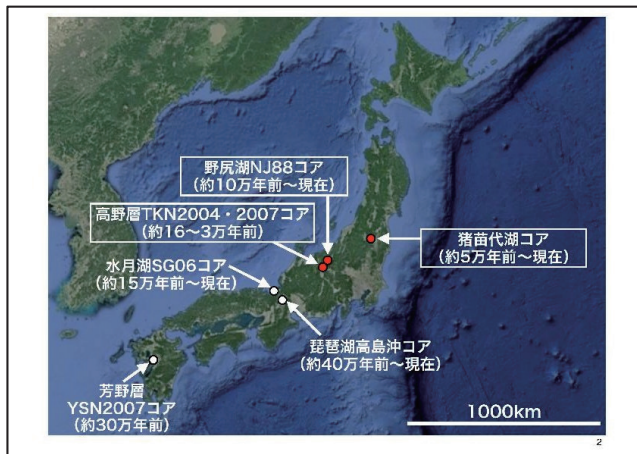 野尻湖NJ88コア
(約10万年前〜現在)
高野層TKN2004・2007コア
(約16〜3万年前)
猪苗代湖コア
(約5万年前〜現在)
水月湖SG06コア
(約15万年前〜現在)
琵琶湖高島沖コア
(約40万年前〜現在)
芳野層
YSN2007コア
(約30万年前)
1000km
2